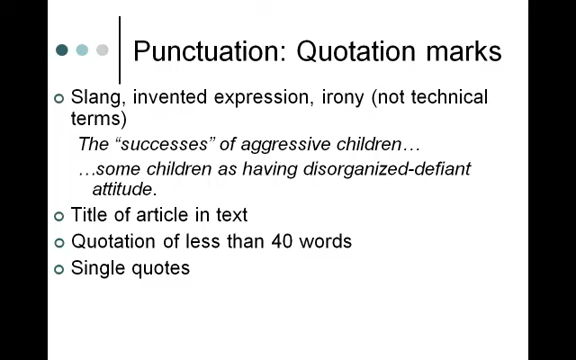 Punctuation: Quotation marks
Slang, invented expression, irony (not technical
terms)
The “successes” of aggressive children…
…some children as having disorganized-defiant
attitude.
Title of article in text
Quotation of less than 40 words
Single quotes